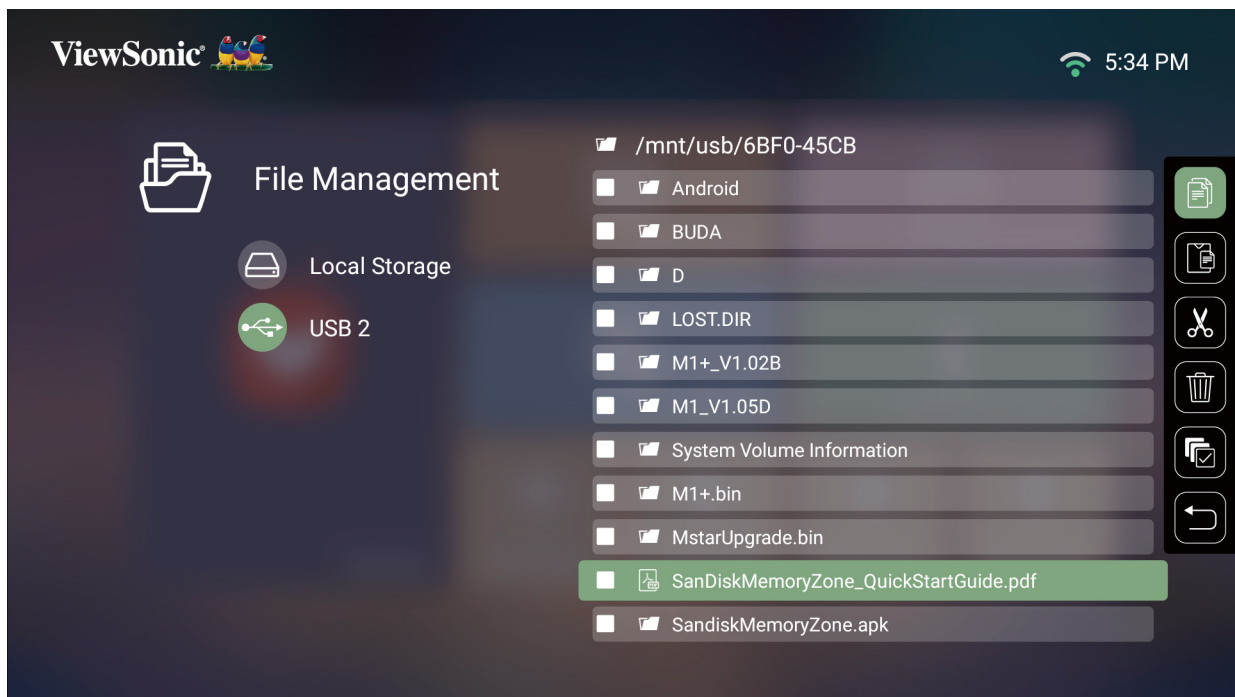 ViewSonic®
5:34 PM
File Management
Local Storage
USB 2
/mnt/usb/6BF0-45CB
Android
BUDA
D
LOST.DIR
M1+_V1.02B
M1_V1.05D
System Volume Information
M1+.bin
MstarUpgrade.bin
SanDiskMemoryZone_QuickStartGuide.pdf
SandiskMemoryZone.apk